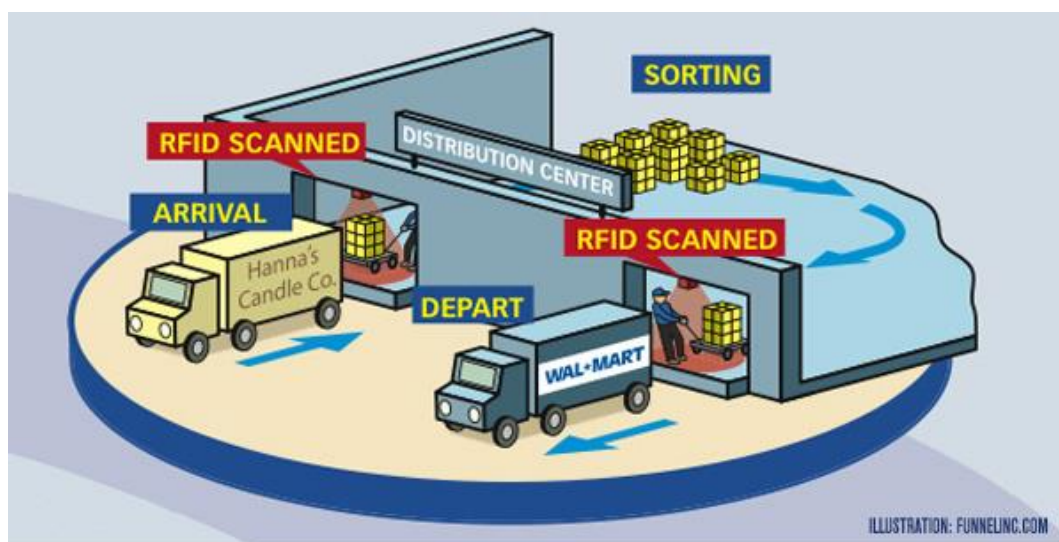 SORTING
RFID SCANNED
DISTRIBUTION CENTER
ARRIVAL
RFID SCANNED
Hanna's
Candle Co.
DEPART
WAL★MART
ILLUSTRATION: FUNNELINC.COM